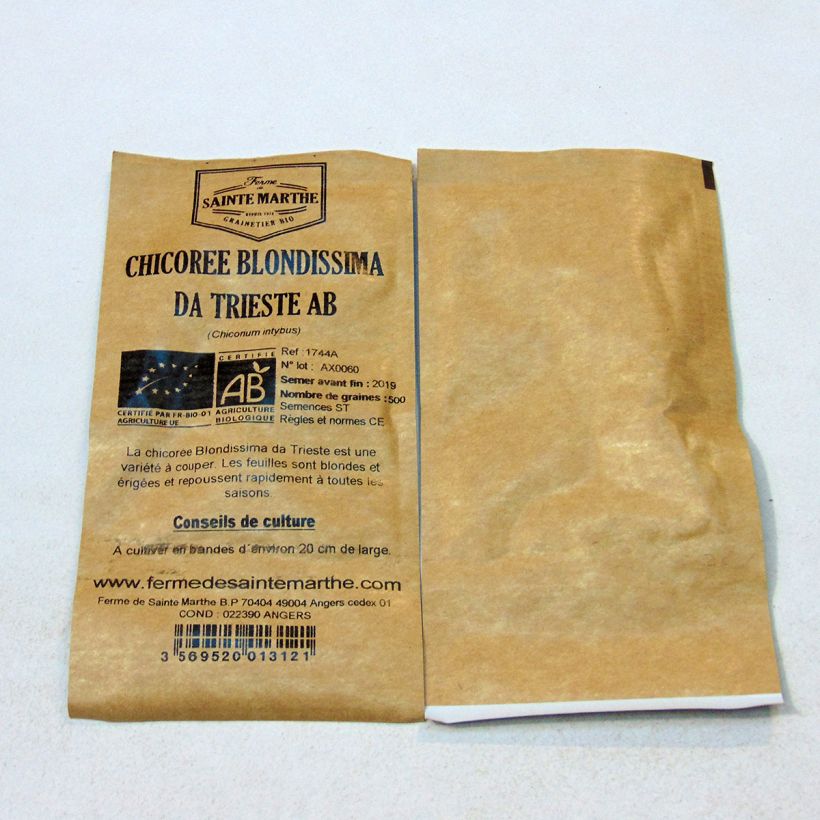 Ferme
DE
SAINTE MARTHE
DEPUIS 1974
GRAINETIER BIO
CHICOREE BLONDISSIMA
DA TRIESTE AB
(Chiconum intybus)
CERTIFIÉ PAR FR-BIO-01
AGRICULTURE UE
CERTIFIÉ
AB
AGRICULTURE
BIOLOGIQUE
Ref : 1744A
N° lot : AX0060
Semer avant fin : 2019
Nombre de graines : 500
Semences ST
Règles et normes CE
La chicorée Blondissima da Trieste est une
variété à couper. Les feuilles sont blondes et
érigées et repoussent rapidement à toutes les
saisons
Conseils de culture
A cultiver en bandes d'environ 20 cm de large.
www.fermedesaintemarthe.com
Ferme de Sainte Marthe B.P 70404 49004 Angers cedex 01
COND : 022390 ANGERS
3 569520 013121